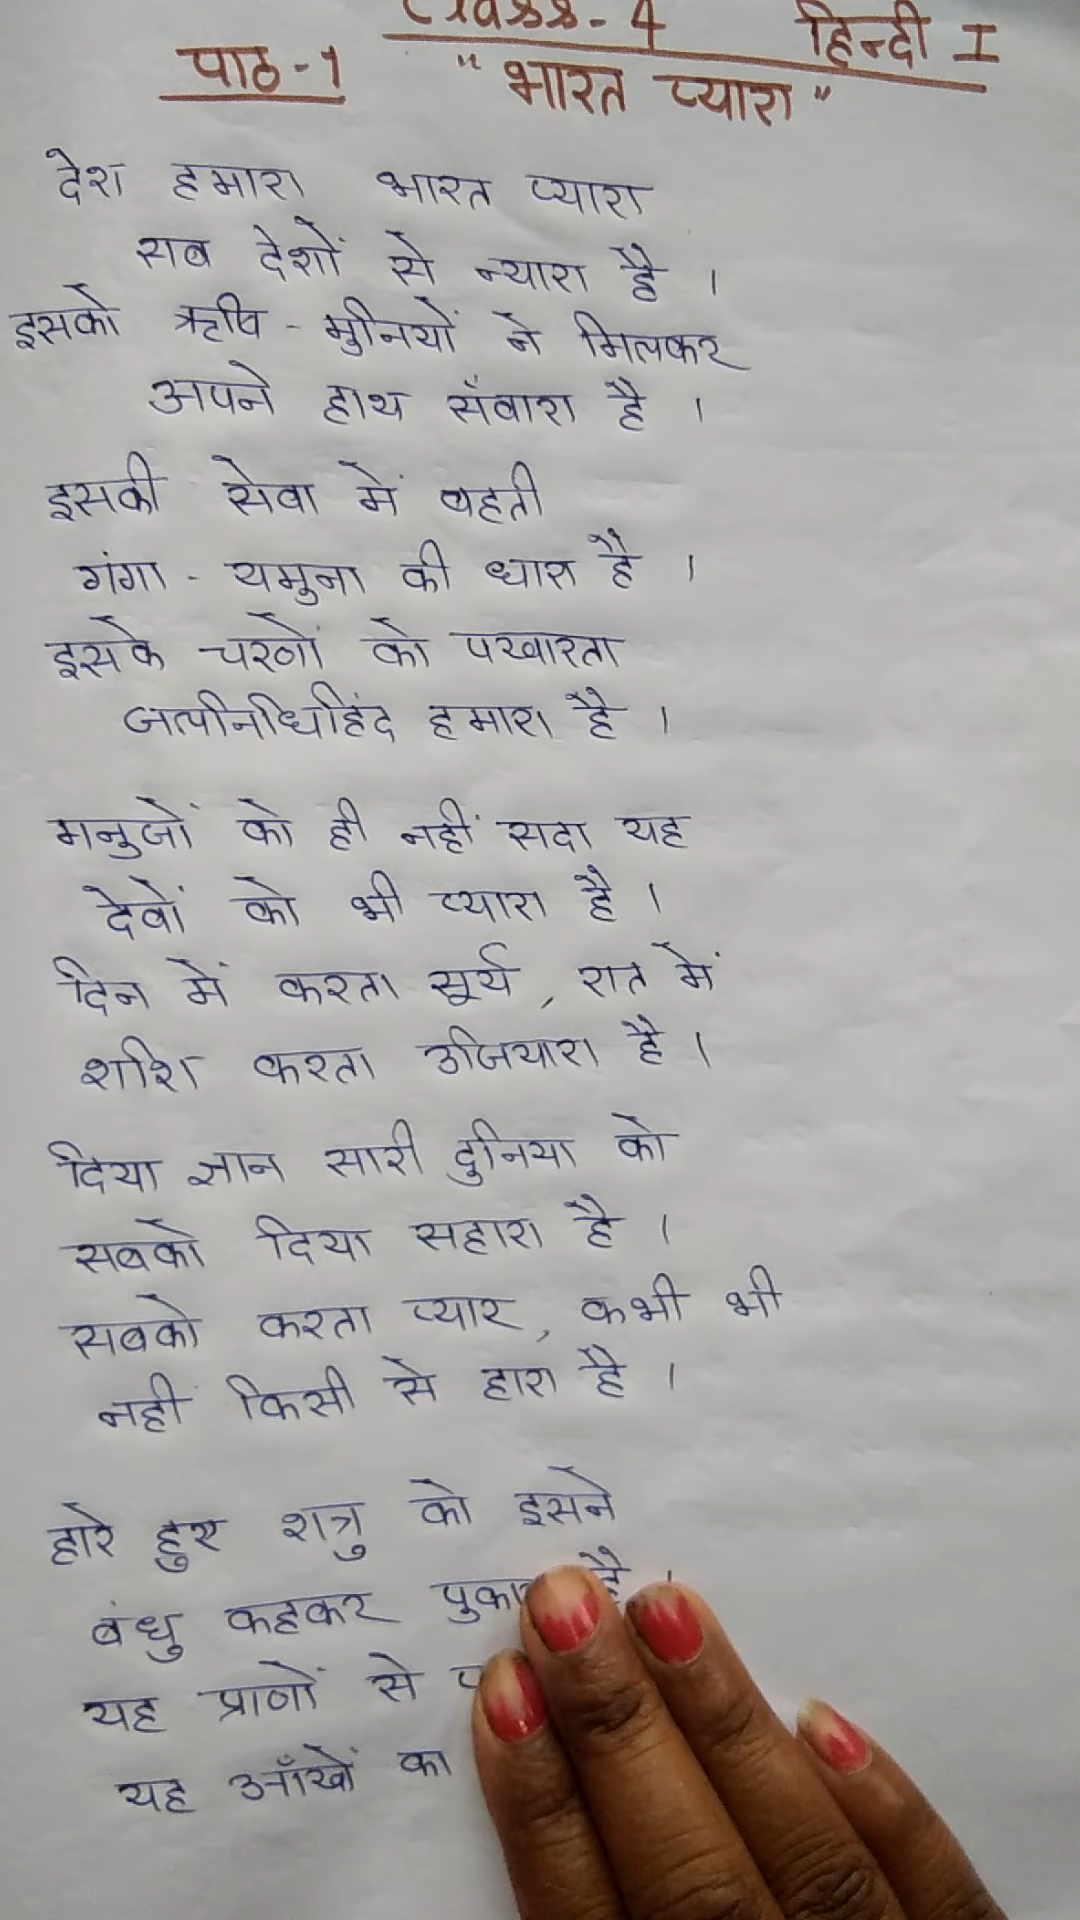 Class - 4 हिन्दी I
पाठ - 1 "भारत प्यारा"
देश हमारा भारत प्यारा
सब देशों से न्यारा है ।
इसको ऋषि - मुनियों ने मिलकर
अपने हाथ सँवारा है ।
इसकी सेवा में बहती
गंगा - यमुना की धारा है ।
इसके चरणों को पखारता
जलनिधिहिंद हमारा है ।
मनुजों को ही नहीं सदा यह
देवों को भी प्यारा है ।
दिन में करता सूर्य, रात में
शशि करता उजियारा है ।
दिया ज्ञान सारी दुनिया को
सबको दिया सहारा है ।
सबको करता प्यार, कभी भी
नहीं किसी से हारा है ।
हारे हुए शत्रु को इसने
बंधु कहकर है ।
यह प्राणों से
यह आँखों का